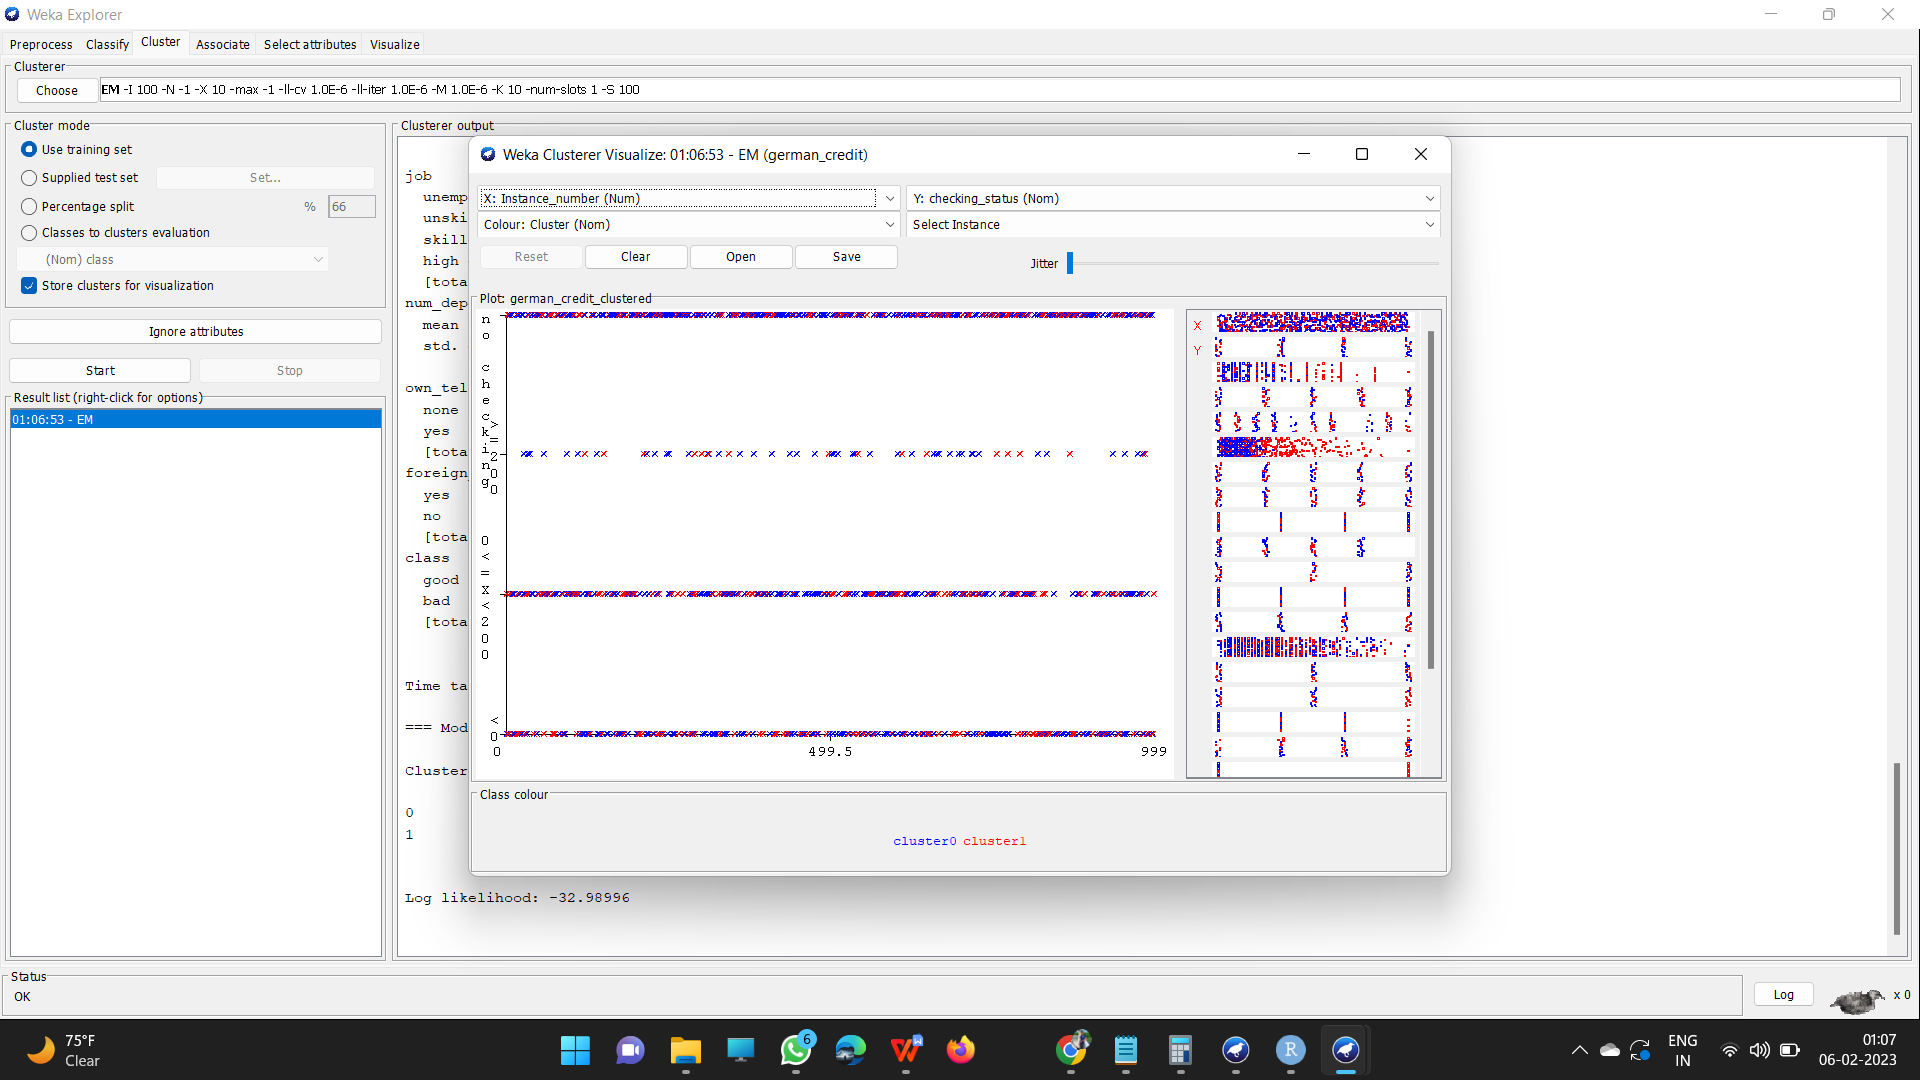 Weka Explorer
Preprocess Classify Cluster Associate Select attributes Visualize
Clusterer
Choose EM -I 100 -N -1 -X 10 -max -1 -ll-cv 1.0E-6 -ll-iter 1.0E-6 -M 1.0E-6 -K 10 -num-slots 1 -S 100
Cluster mode
Use training set
Supplied test set Set...
Percentage split % 66
Classes to clusters evaluation
(Nom) class
Store clusters for visualization
Ignore attributes
Start Stop
Result list (right-click for options)
01:06:53 - EM
Clusterer output
job
unemp
unski
skill
high
[tota
num_dep
mean
std.
own_tel
none
yes
[tota
foreign
yes
no
[tota
class
good
bad
[tota
Time ta
=== Mod
Cluster
0
1
Log likelihood: -32.98996
Weka Clusterer Visualize: 01:06:53 - EM (german_credit)
X: Instance_number (Num) Y: checking_status (Nom)
Colour: Cluster (Nom) Select Instance
Reset Clear Open Save Jitter
Plot: german_credit_clustered
no checking
>=200
0<=X<200
<0
0 499.5 999
X
Y
Class colour
cluster0 cluster1
Status
OK
Log x 0
75°F
Clear
6
W
R
ENG
IN
01:07
06-02-2023